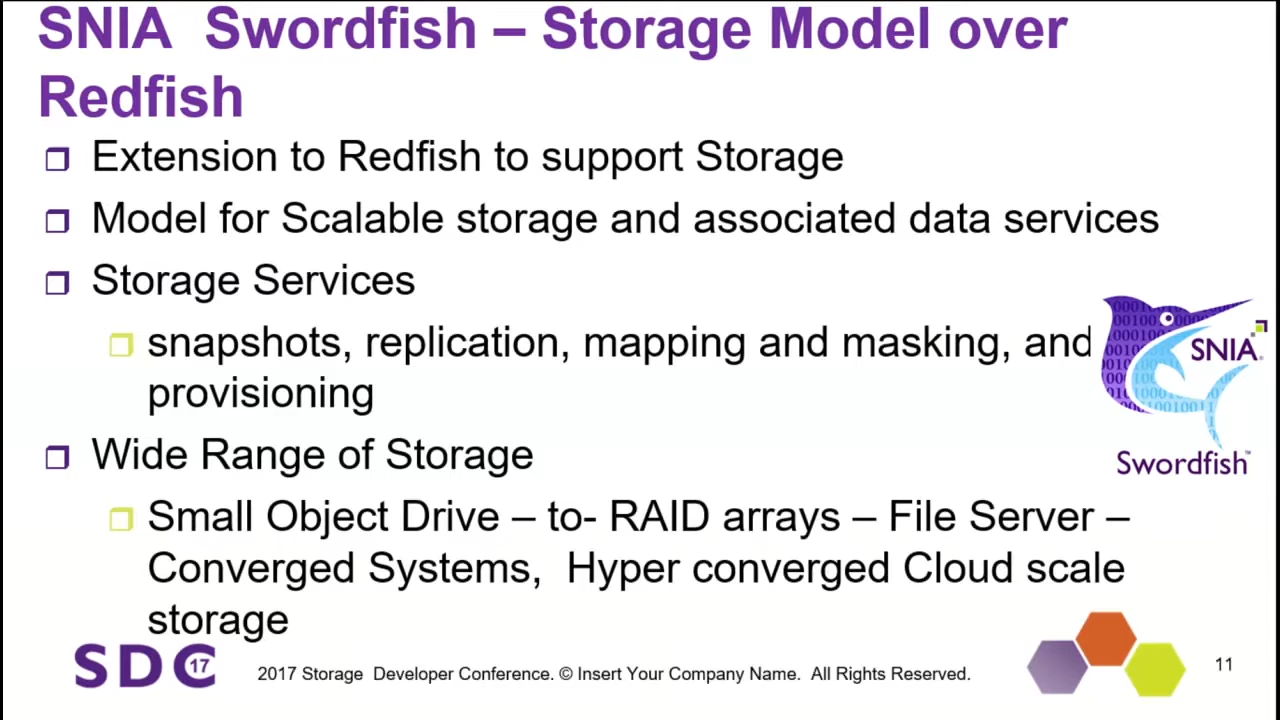 SNIA Swordfish – Storage Model over
Redfish
Extension to Redfish to support Storage
Model for Scalable storage and associated data services
Storage Services
snapshots, replication, mapping and masking, and
provisioning
SNIA
Swordfish™
Wide Range of Storage
Small Object Drive – to- RAID arrays – File Server –
Converged Systems, Hyper converged Cloud scale
storage
SDC 17
2017 Storage Developer Conference. © Insert Your Company Name. All Rights Reserved.
11